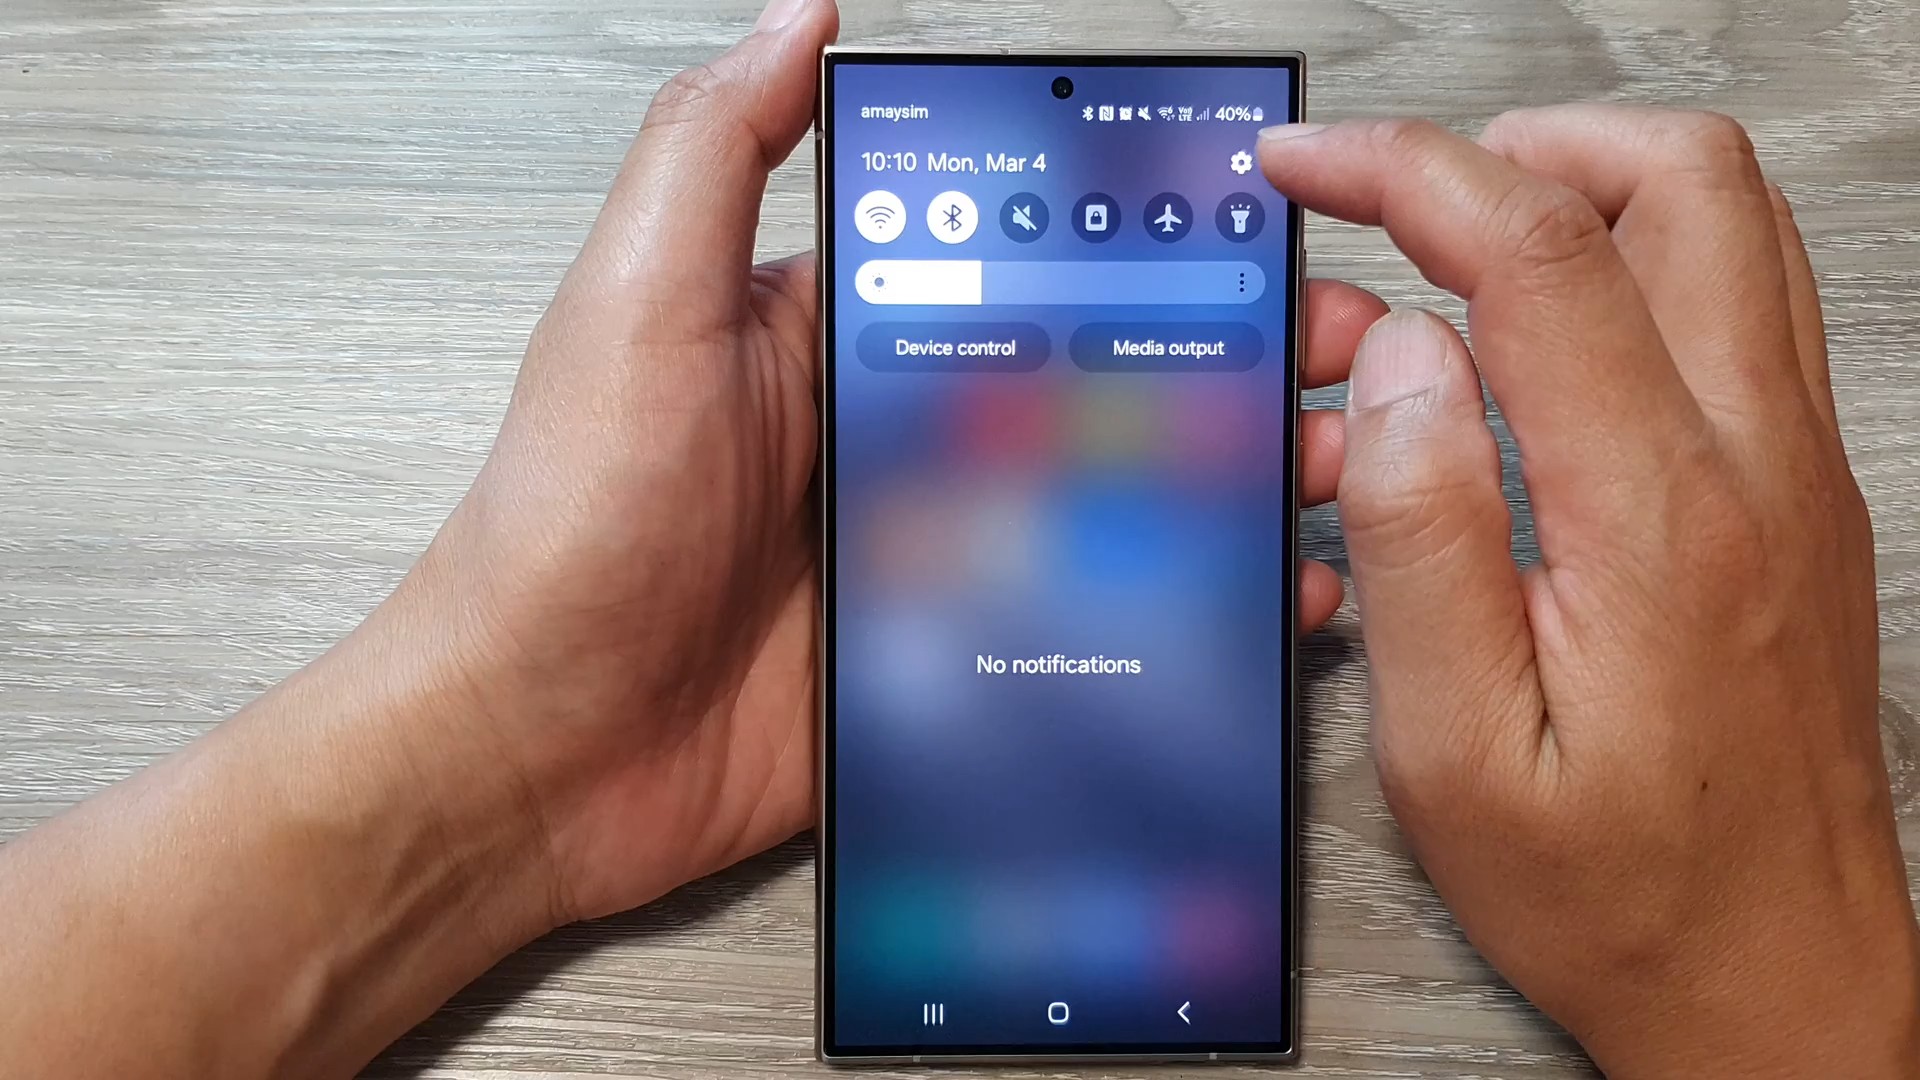 amaysim
40%
10:10 Mon, Mar 4
Device control
Media output
No notifications